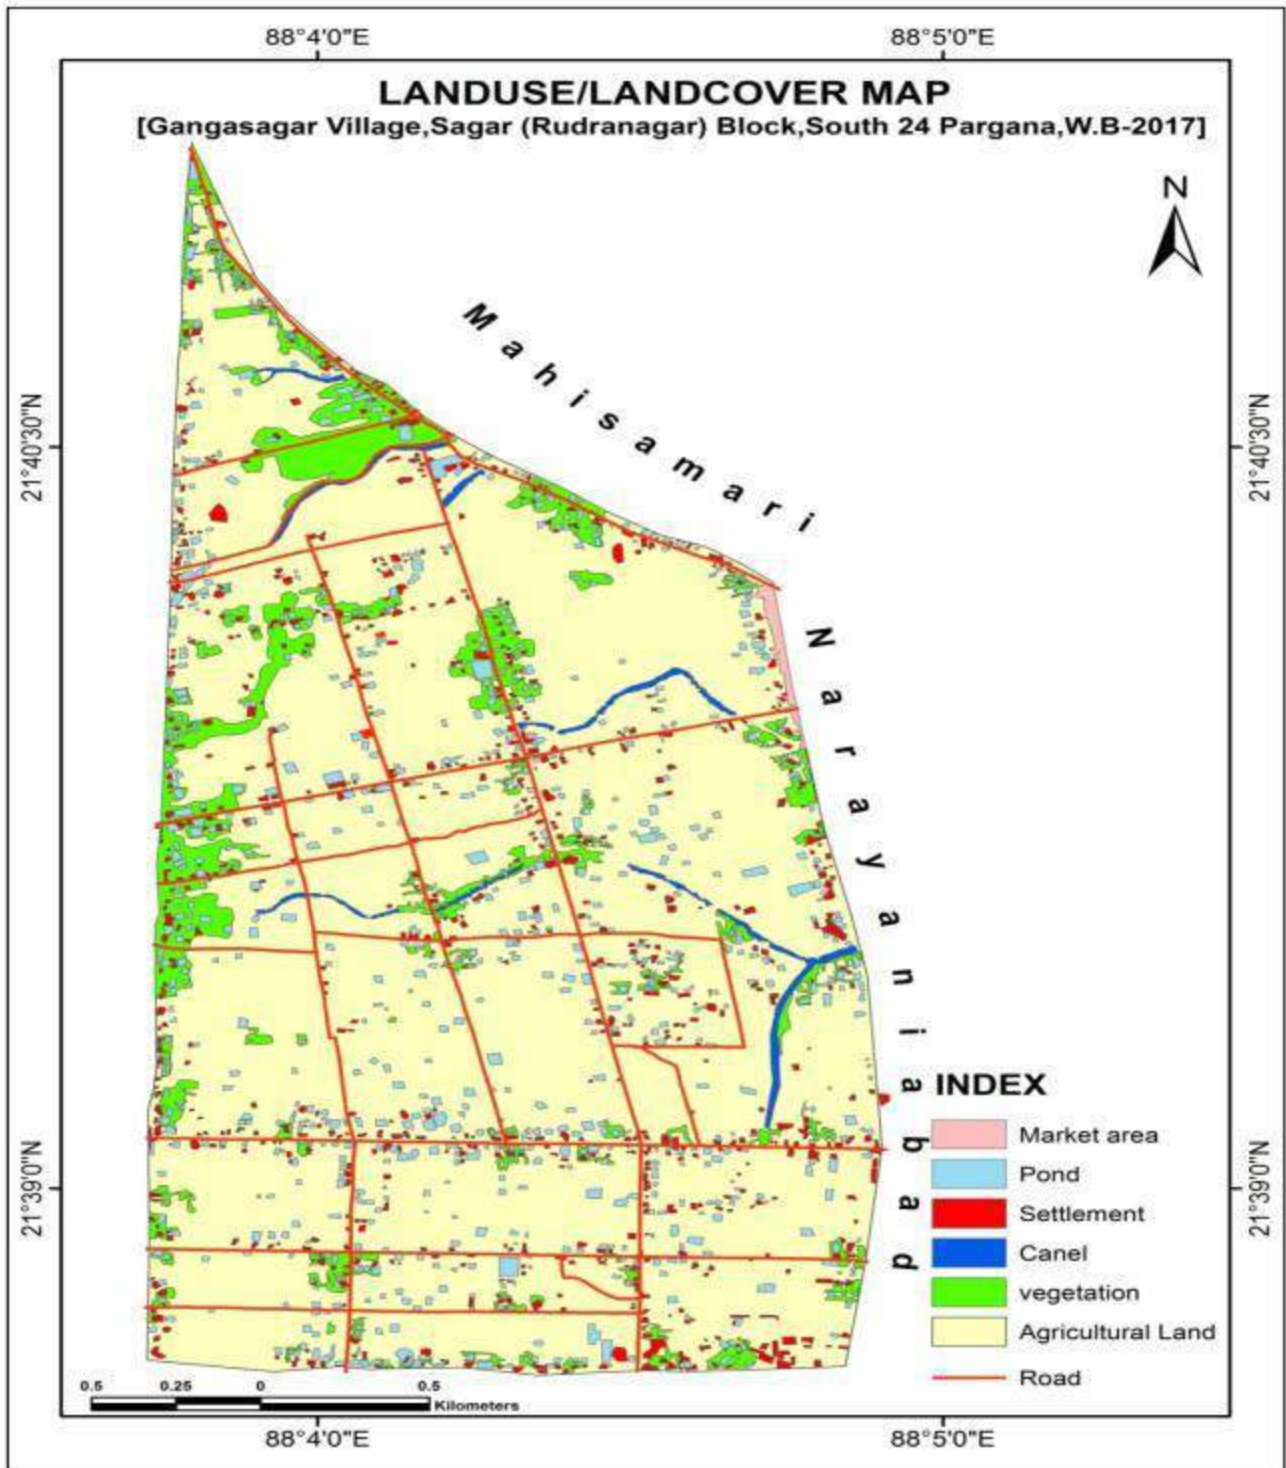 88°4'0"E 88°5'0"E
LANDUSE/LANDCOVER MAP
[Gangasagar Village,Sagar (Rudranagar) Block,South 24 Pargana,W.B-2017]
N
Mahisamari
21°40'30"N 21°40'30"N
Narayaniabad
INDEX
Market area
Pond
Settlement
Canel
vegetation
Agricultural Land
Road
21°39'0"N 21°39'0"N
0.5 0.25 0 0.5
Kilometers
88°4'0"E 88°5'0"E